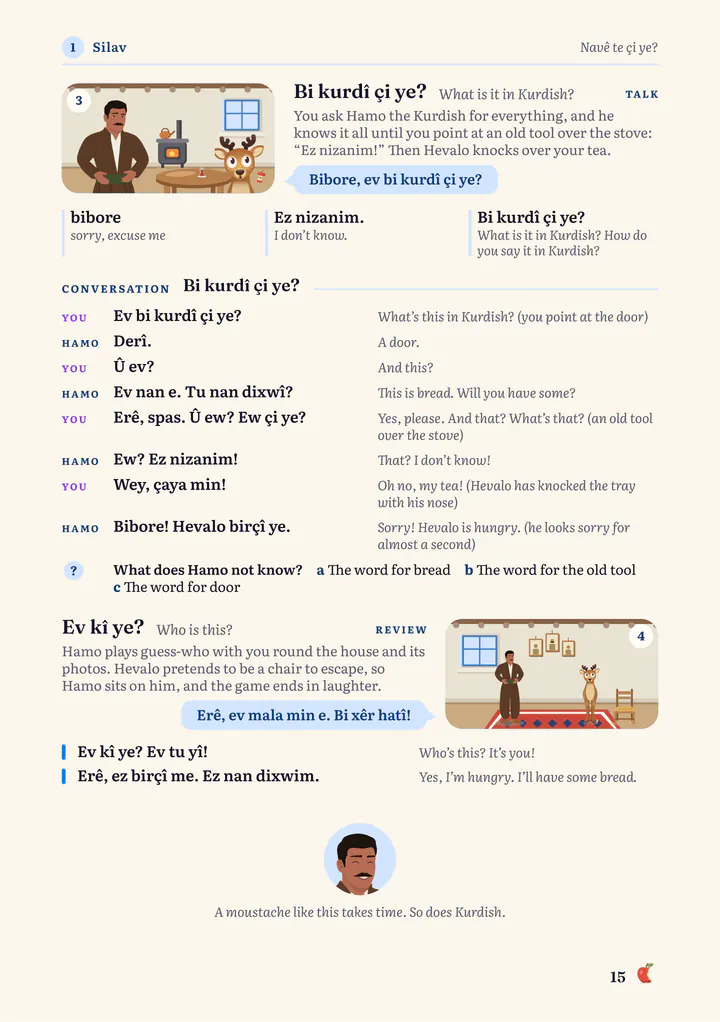 1 Silav
Navê te çi ye?
3
Bi kurdî çi ye? What is it in Kurdish?
TALK
You ask Hamo the Kurdish for everything, and he
knows it all until you point at an old tool over the stove:
“Ez nizanim!” Then Hevalo knocks over your tea.
Bibore, ev bi kurdî çi ye?
bibore
sorry, excuse me
Ez nizanim.
I don’t know.
Bi kurdî çi ye?
What is it in Kurdish? How do
you say it in Kurdish?
CONVERSATION Bi kurdî çi ye?
YOU Ev bi kurdî çi ye? What’s this in Kurdish? (you point at the door)
HAMO Derî. A door.
YOU Û ev? And this?
HAMO Ev nan e. Tu nan dixwî? This is bread. Will you have some?
YOU Erê, spas. Û ew? Ew çi ye? Yes, please. And that? What’s that? (an old tool
over the stove)
HAMO Ew? Ez nizanim! That? I don’t know!
YOU Wey, çaya min! Oh no, my tea! (Hevalo has knocked the tray
with his nose)
HAMO Bibore! Hevalo birçî ye. Sorry! Hevalo is hungry. (he looks sorry for
almost a second)
? What does Hamo not know? a The word for bread b The word for the old tool
c The word for door
Ev kî ye? Who is this?
REVIEW
Hamo plays guess-who with you round the house and its
photos. Hevalo pretends to be a chair to escape, so
Hamo sits on him, and the game ends in laughter.
Erê, ev mala min e. Bi xêr hatî!
4
Ev kî ye? Ev tu yî! Who’s this? It’s you!
Erê, ez birçî me. Ez nan dixwim. Yes, I’m hungry. I’ll have some bread.
A moustache like this takes time. So does Kurdish.
15